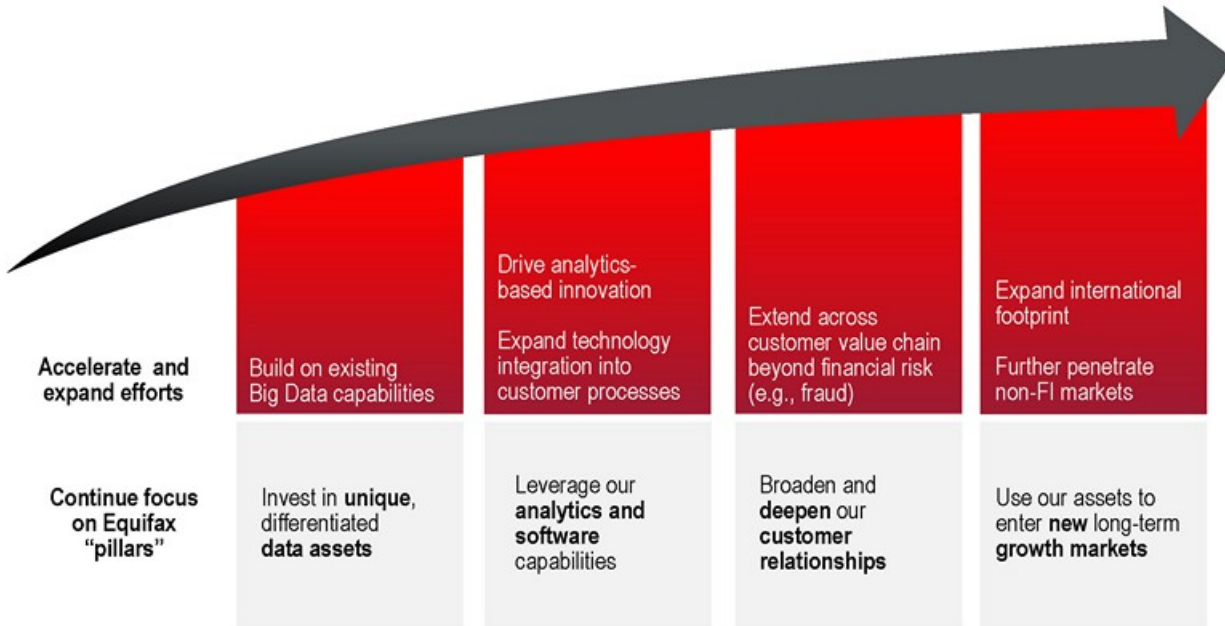 Accelerate and
expand efforts
Build on existing
Big Data capabilities
Drive analytics-
based innovation
Expand technology
integration into
customer processes
Extend across
customer value chain
beyond financial risk
(e.g., fraud)
Expand international
footprint
Further penetrate
non-FI markets
Continue focus
on Equifax
“pillars”
Invest in unique,
differentiated
data assets
Leverage our
analytics and
software
capabilities
Broaden and
deepen our
customer
relationships
Use our assets to
enter new long-term
growth markets